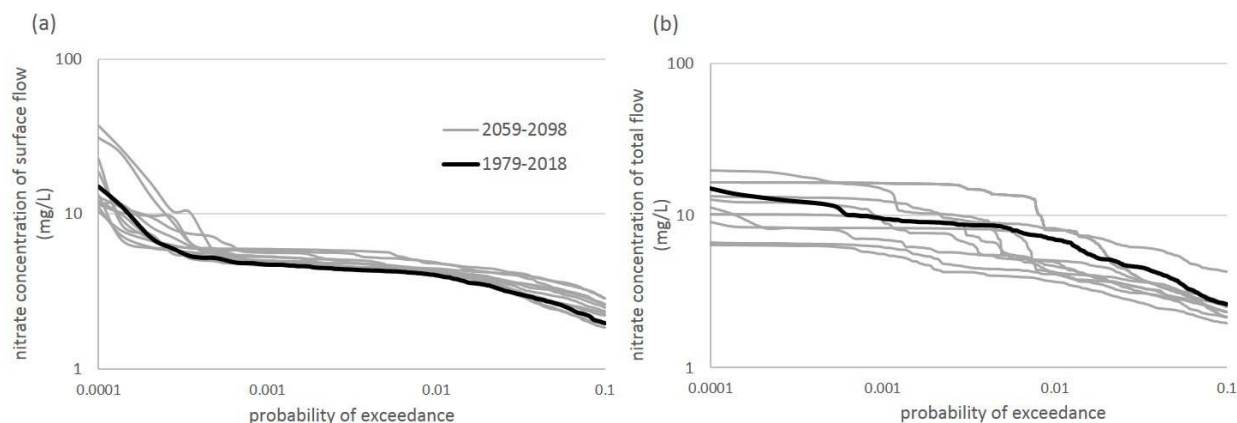 (a)
nitrate concentration of surface flow
(mg/L)
100
10
1
0.0001
0.001
0.01
0.1
probability of exceedance
2059-2098
1979-2018
(b)
nitrate concentration of total flow
(mg/L)
100
10
1
0.0001
0.001
0.01
0.1
probability of exceedance